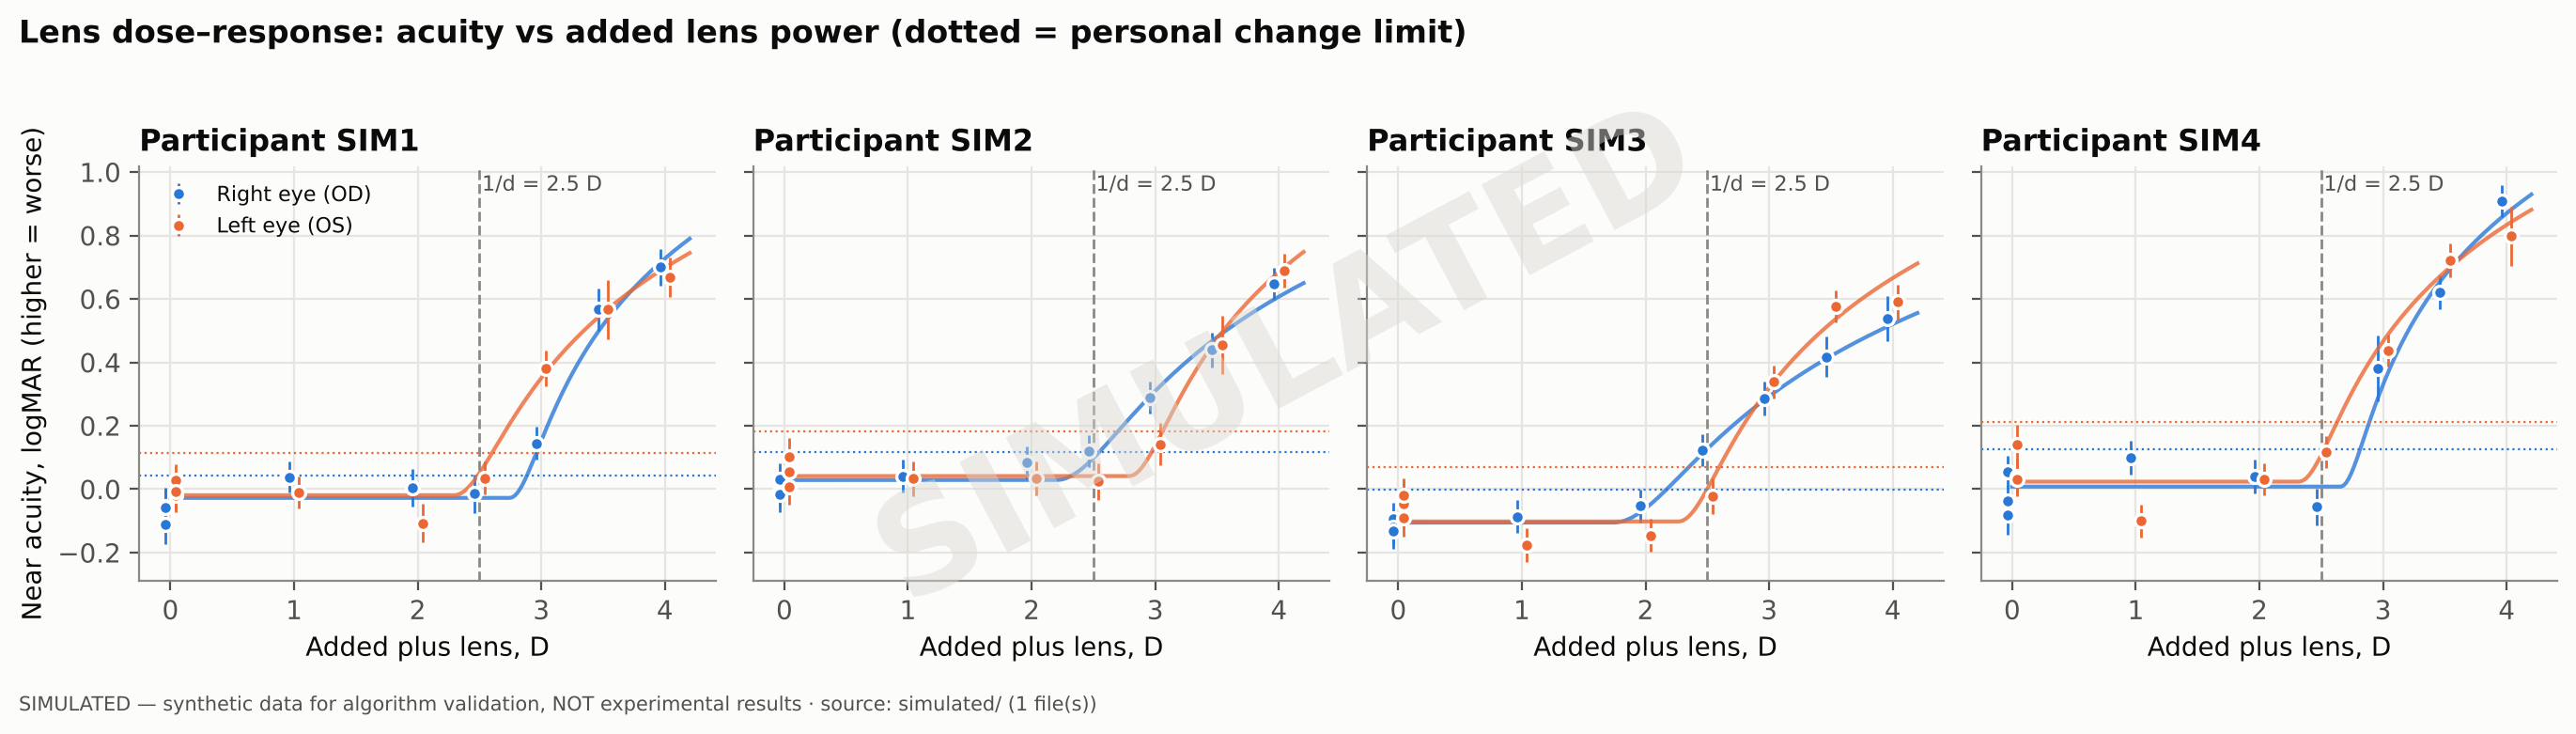 Lens dose–response: acuity vs added lens power (dotted = personal change limit)
Near acuity, logMAR (higher = worse)
Participant SIM1
Right eye (OD)
Left eye (OS)
1/d = 2.5 D
1.0
0.8
0.6
0.4
0.2
0.0
−0.2
0 1 2 3 4
Added plus lens, D
Participant SIM2
1/d = 2.5 D
0 1 2 3 4
Added plus lens, D
Participant SIM3
1/d = 2.5 D
0 1 2 3 4
Added plus lens, D
Participant SIM4
1/d = 2.5 D
0 1 2 3 4
Added plus lens, D
SIMULATED
SIMULATED — synthetic data for algorithm validation, NOT experimental results · source: simulated/ (1 file(s))